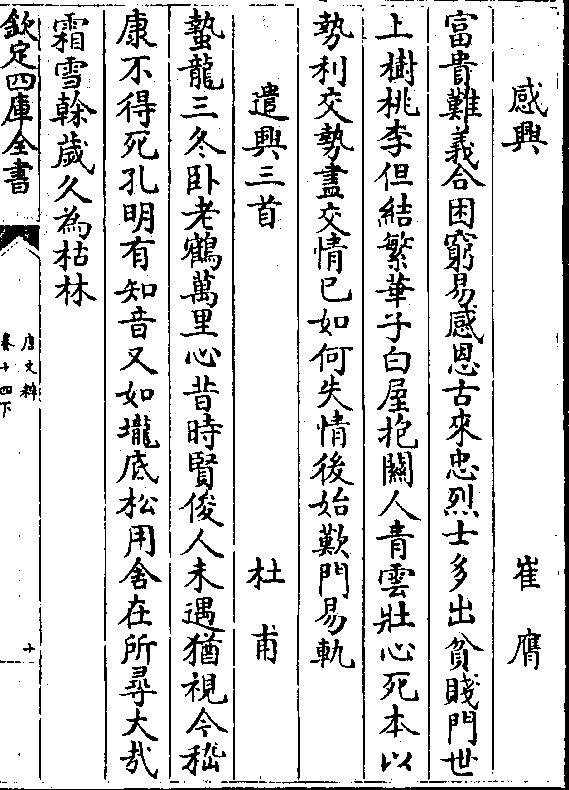 感興 崔膺
富貴難義合困窮易感恩古來忠烈士多出貧賤門世
上樹桃李但結繁華子白屋抱關人青雲壯心死本以
勢利交勢盡交情已如何失情後始歎門易軌
遣興三首 杜甫
蟄龍三冬卧老鶴萬里心昔時賢俊人未遇猶視今嵇
康不得死孔明有知音又如壠底松用舍在所尋大哉
霜雪榦歲久為枯林
欽定四庫全書
唐文粹
卷十四下
十